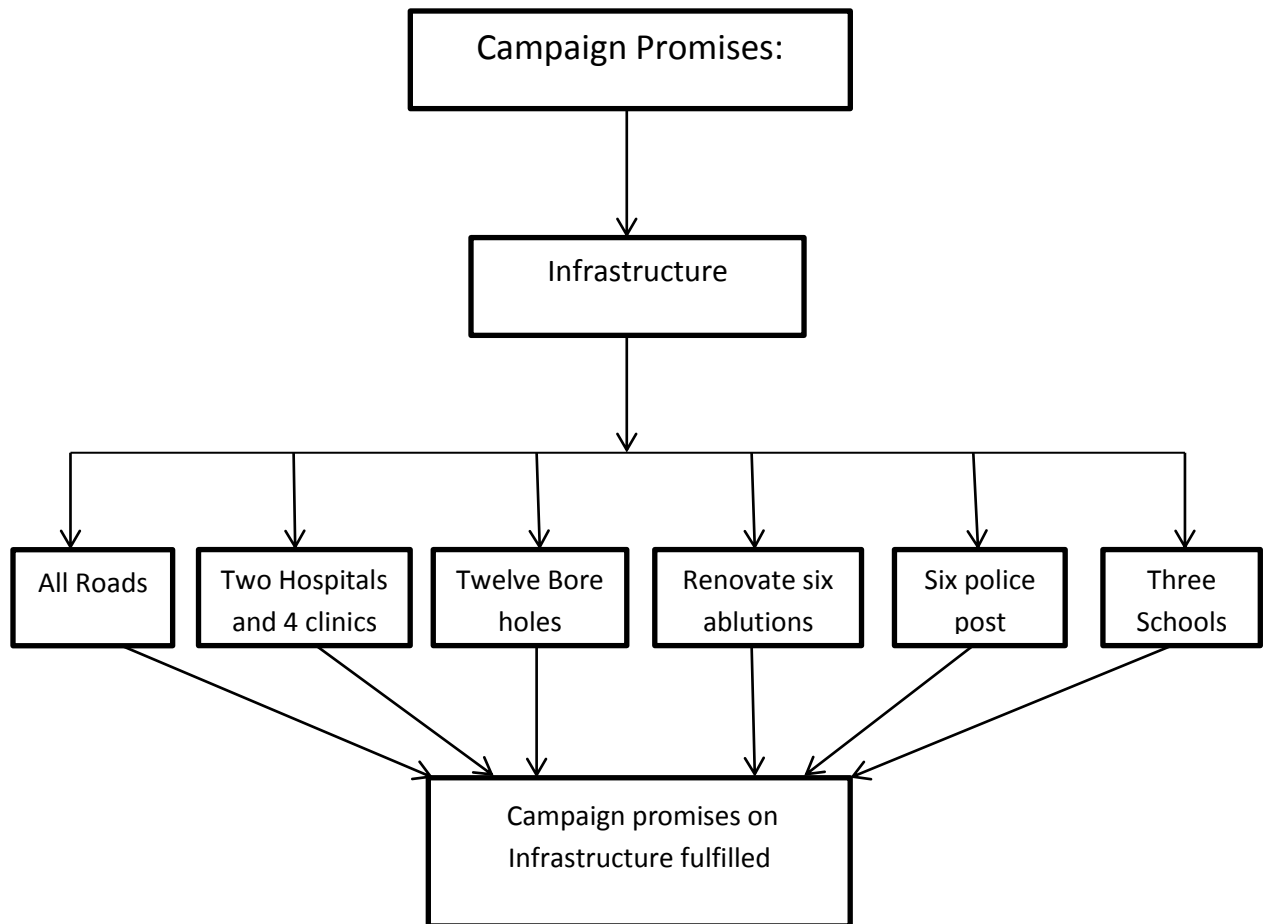 Campaign Promises:
Infrastructure
All Roads
Two Hospitals
and 4 clinics
Twelve Bore
holes
Renovate six
ablutions
Six police
post
Three
Schools
Campaign promises on
Infrastructure fulfilled